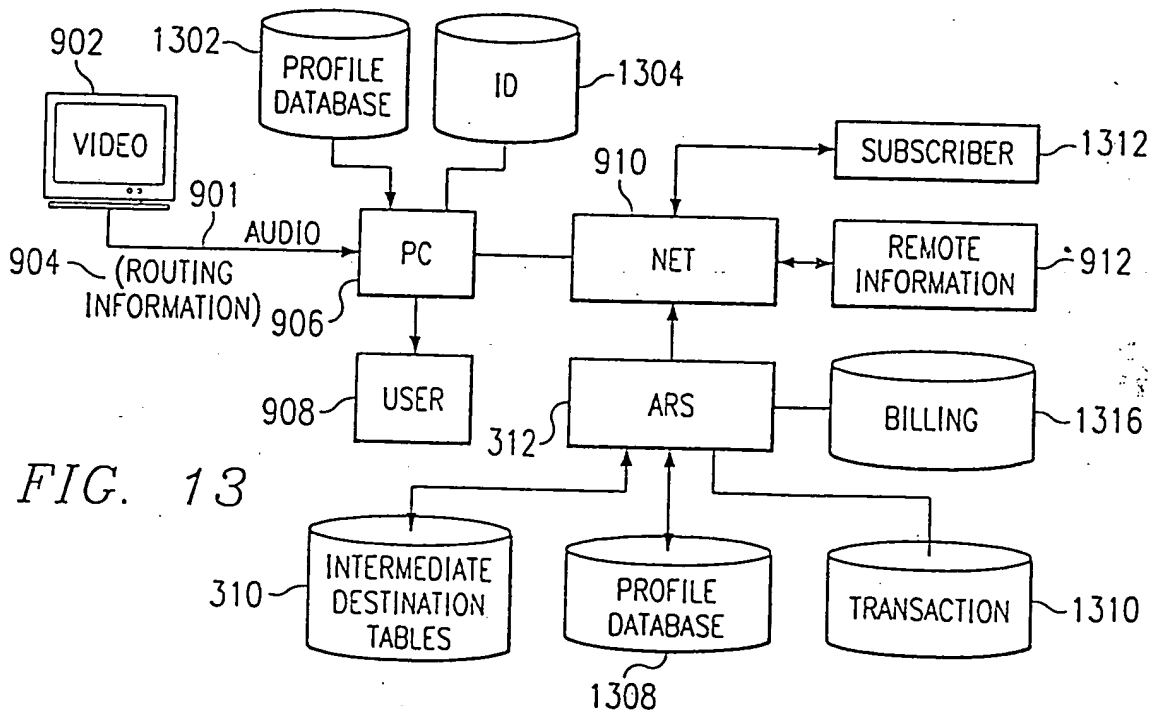 1302
902
PROFILE
DATABASE
ID
1304
VIDEO
910
SUBSCRIBER
1312
901
AUDIO
904
(ROUTING
INFORMATION)
PC
906
NET
REMOTE
INFORMATION
912
USER
908
ARS
312
BILLING
1316
FIG. 13
INTERMEDIATE
DESTINATION
TABLES
310
PROFILE
DATABASE
1308
TRANSACTION
1310